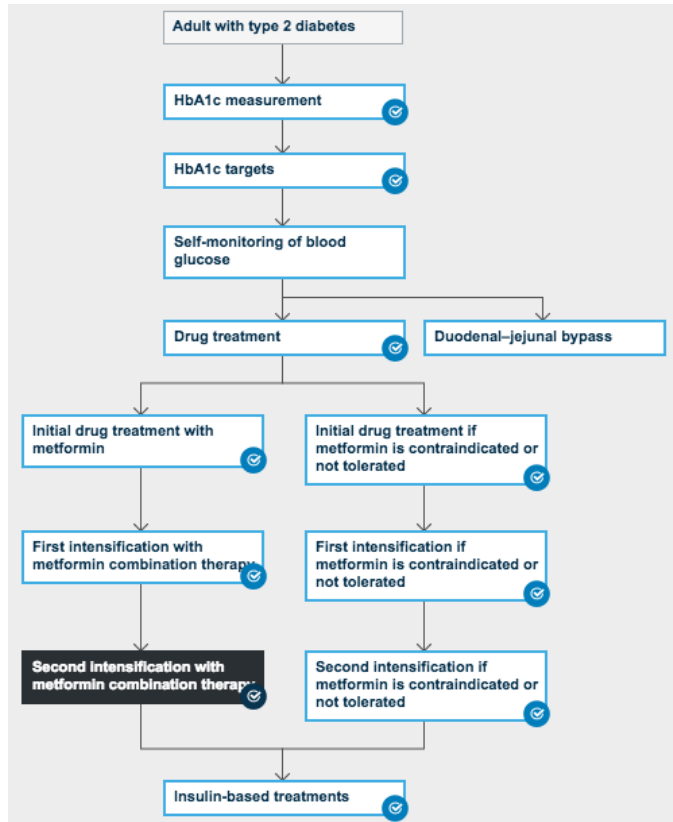 Adult with type 2 diabetes
HbA1c measurement
HbA1c targets
Self-monitoring of blood
glucose
Drug treatment
Duodenal–jejunal bypass
Initial drug treatment with
metformin
Initial drug treatment if
metformin is contraindicated or
not tolerated
First intensification with
metformin combination therapy
First intensification if
metformin is contraindicated or
not tolerated
Second intensification with
metformin combination therapy
Second intensification if
metformin is contraindicated or
not tolerated
Insulin-based treatments